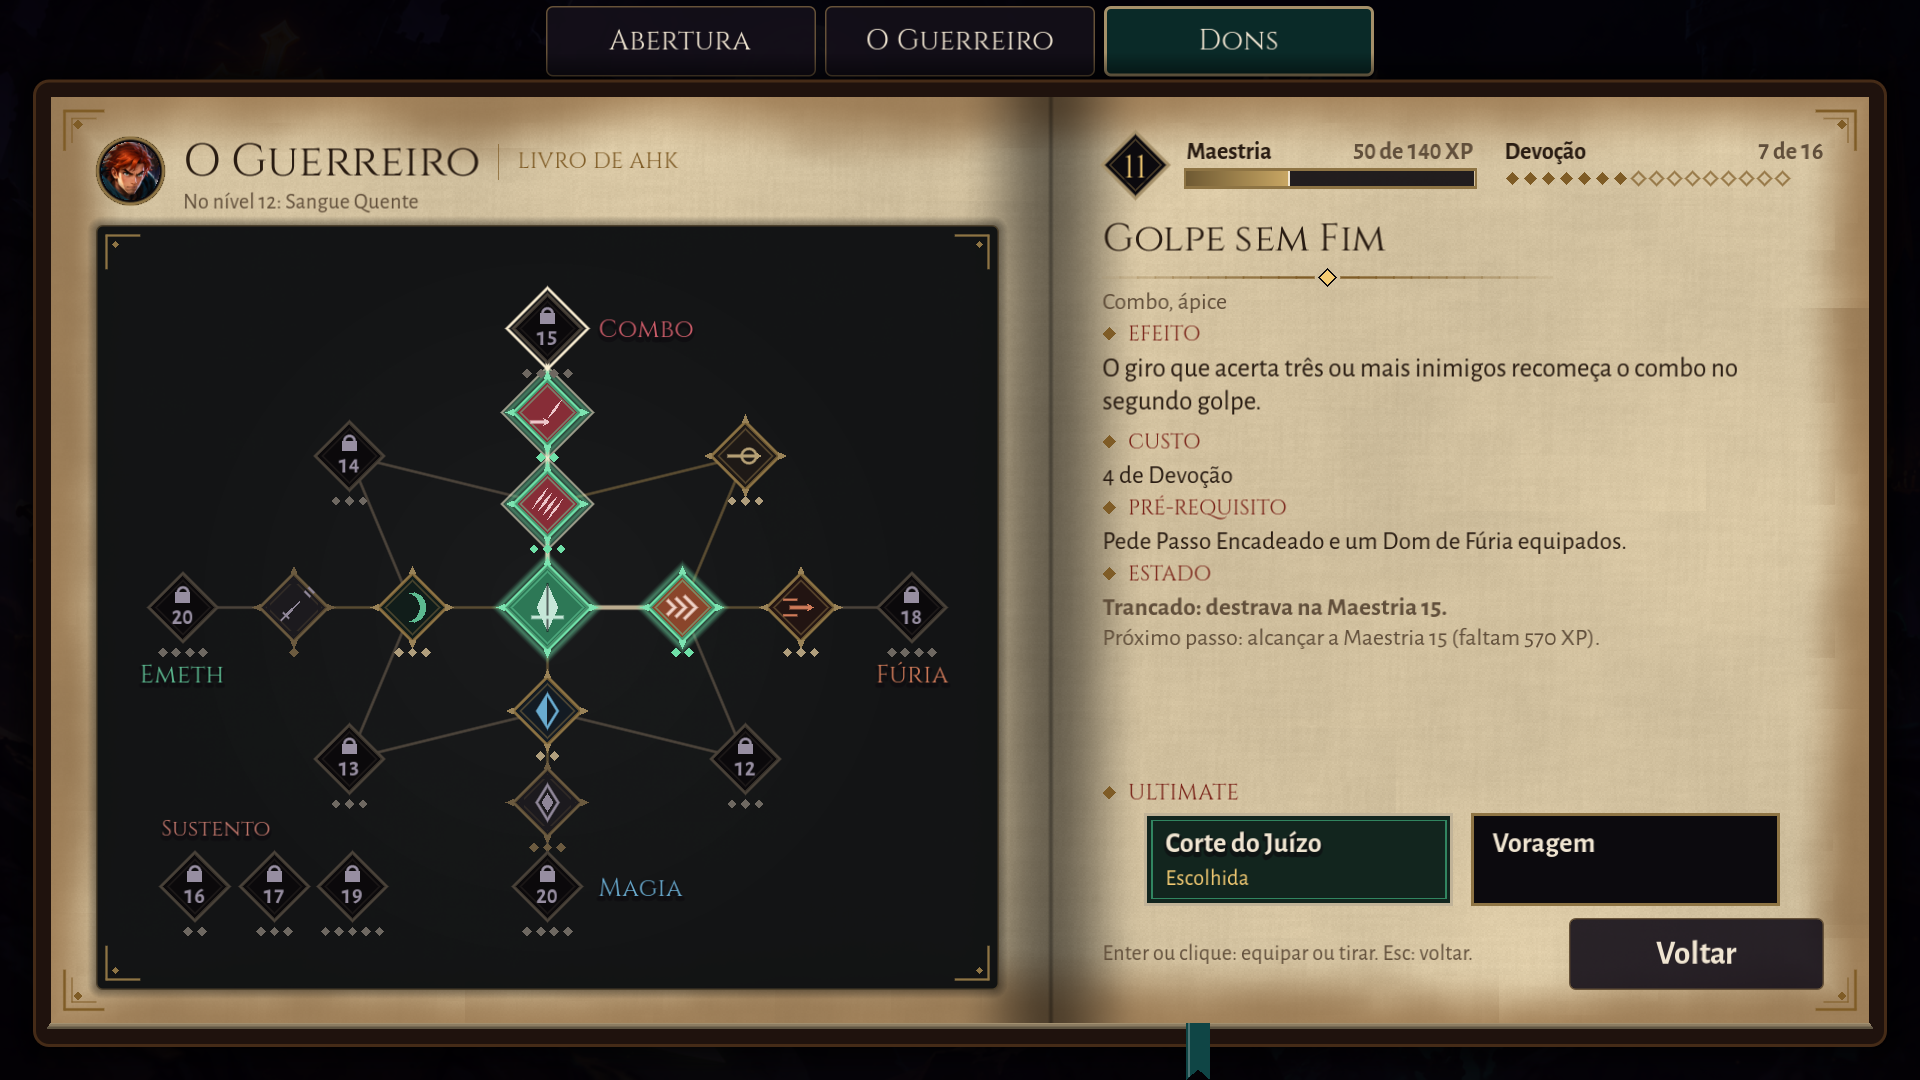 ABERTURA
O GUERREIRO
DONS
O GUERREIRO
LIVRO DE AHK
No nível 12: Sangue Quente
11
Maestria
50 de 140 XP
Devoção
7 de 16
GOLPE SEM FIM
Combo, ápice
EFEITO
O giro que acerta três ou mais inimigos recomeça o combo no
segundo golpe.
CUSTO
4 de Devoção
PRÉ-REQUISITO
Pede Passo Encadeado e um Dom de Fúria equipados.
ESTADO
Trancado: destrava na Maestria 15.
Próximo passo: alcançar a Maestria 15 (faltam 570 XP).
15
COMBO
14
20
EMETH
18
FÚRIA
13
12
SUSTENTO
16
17
19
20
MAGIA
ULTIMATE
Corte do Juízo
Escolhida
Voragem
Enter ou clique: equipar ou tirar. Esc: voltar.
Voltar